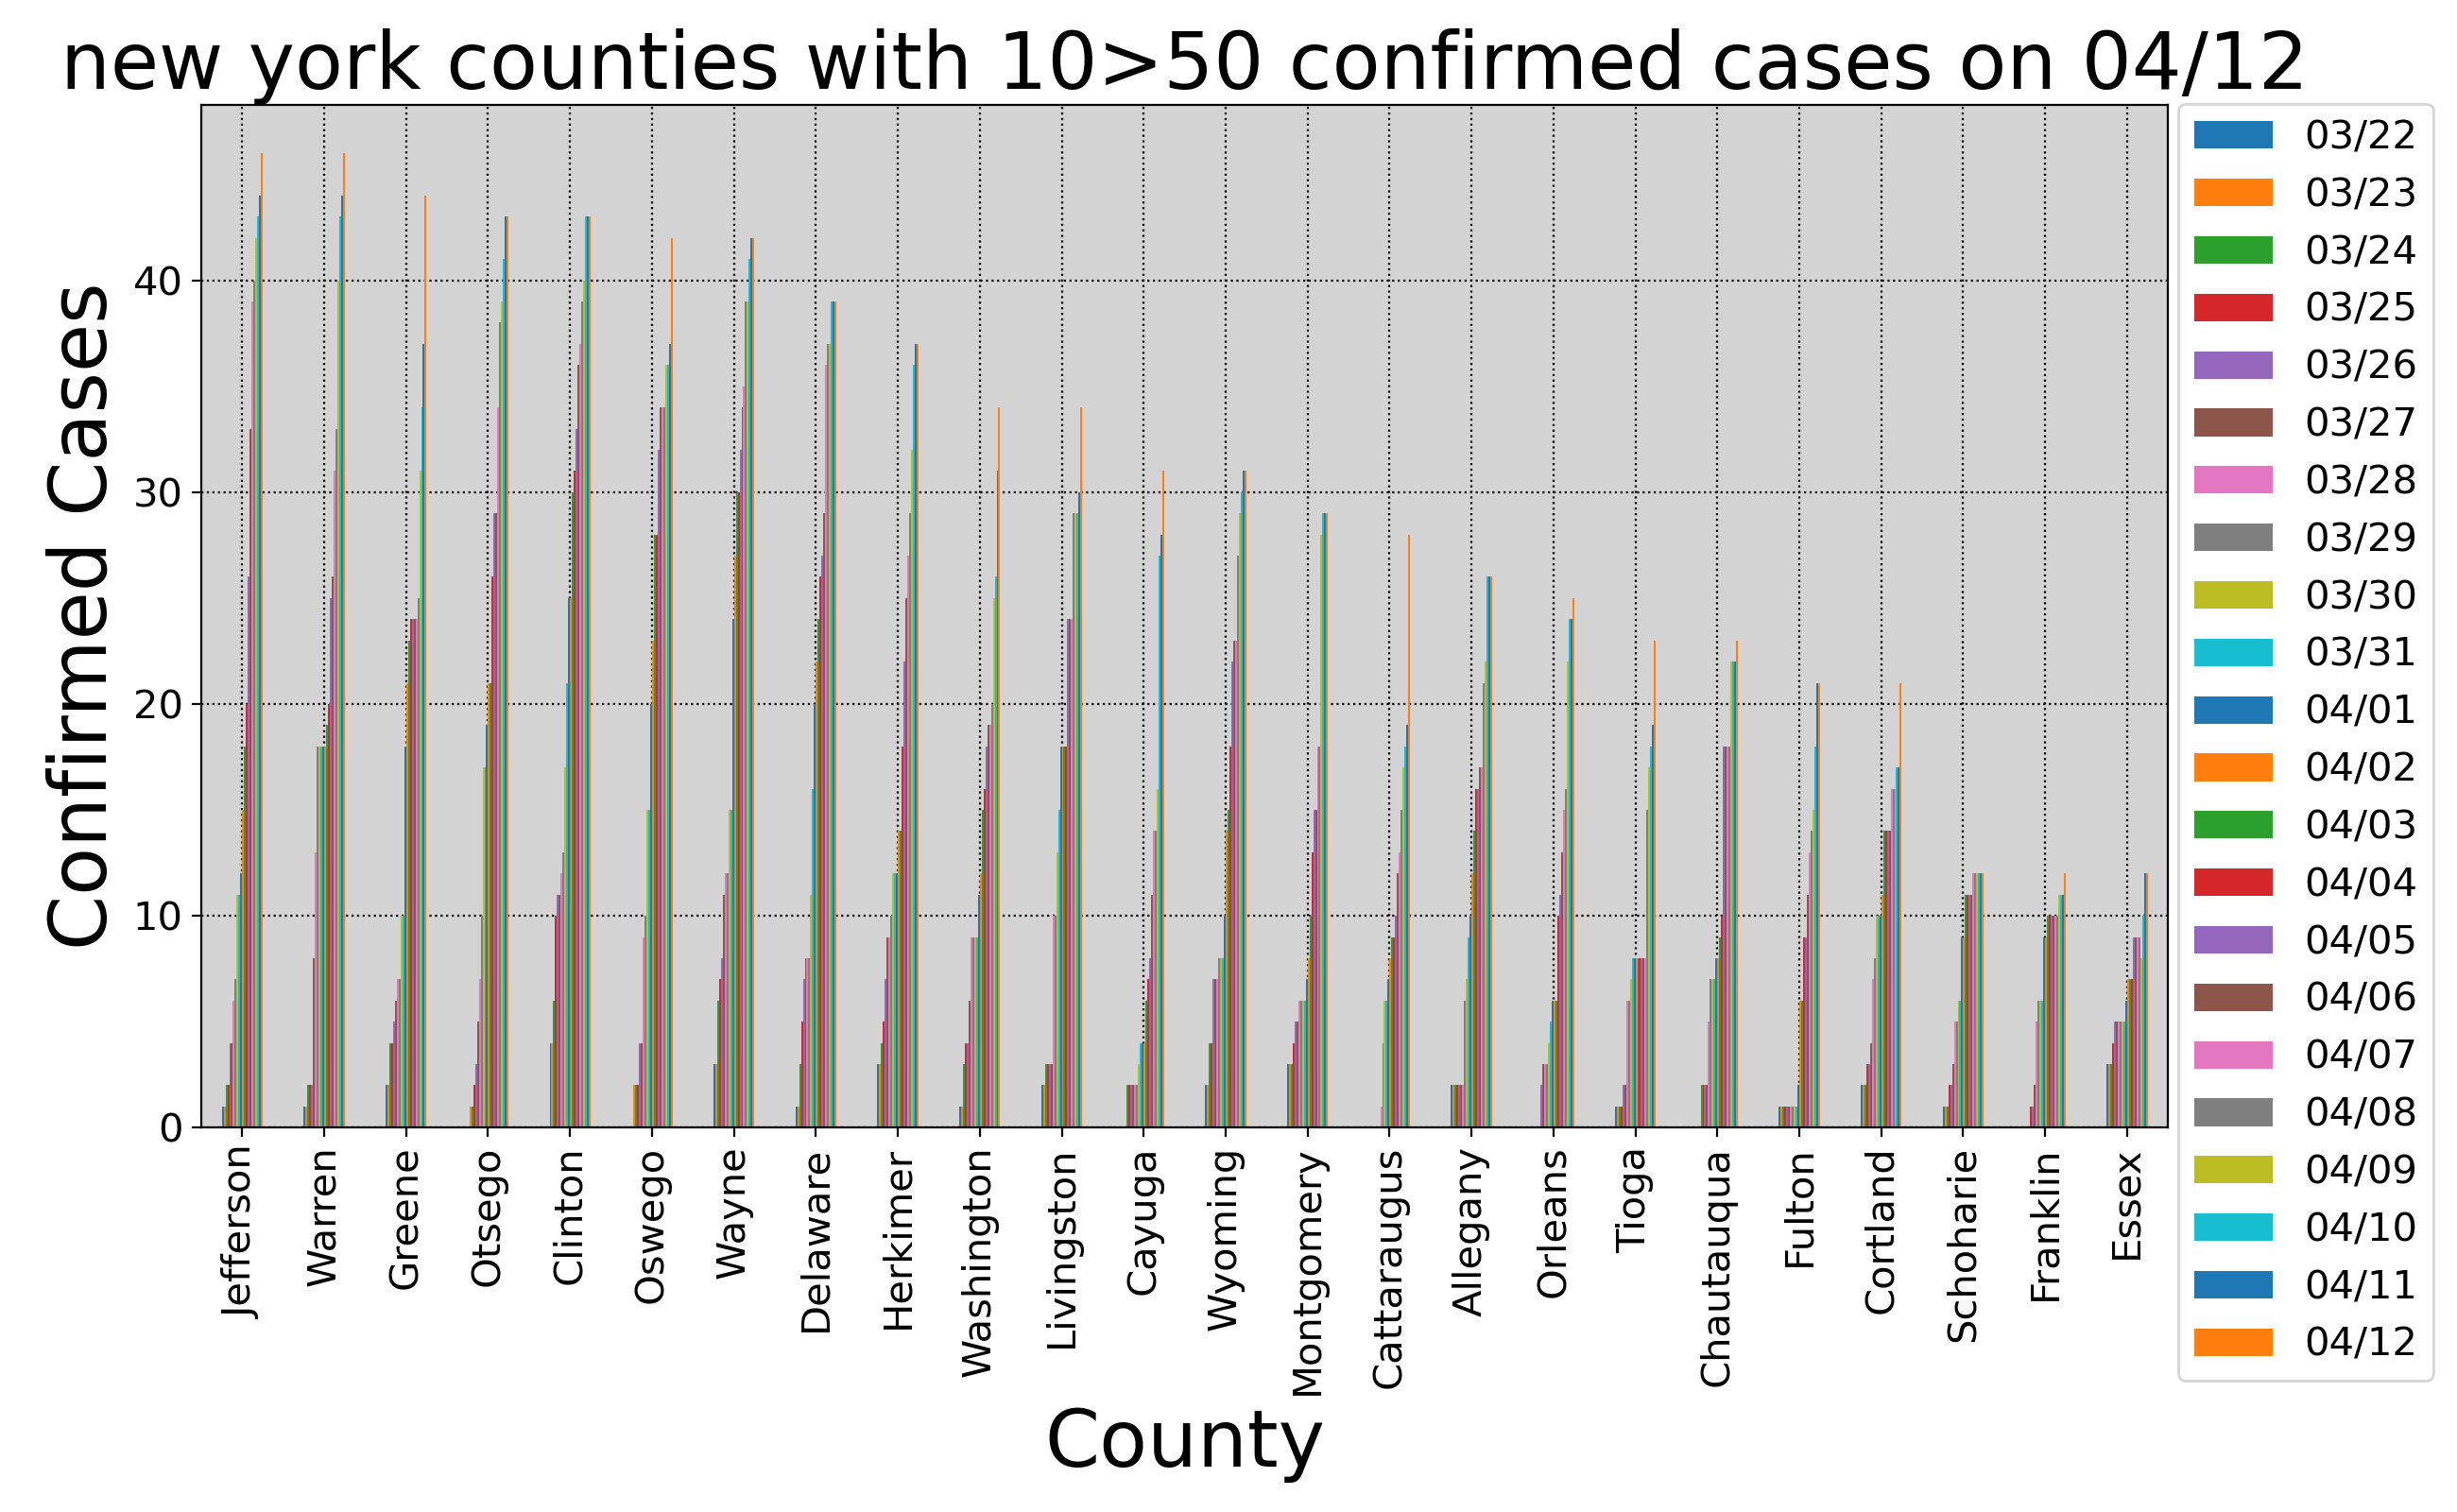 new york counties with 10>50 confirmed cases on 04/12
Confirmed Cases
40
30
20
10
0
Jefferson
Warren
Greene
Otsego
Clinton
Oswego
Wayne
Delaware
Herkimer
Washington
Livingston
Cayuga
Wyoming
Montgomery
Cattaraugus
Allegany
Orleans
Tioga
Chautauqua
Fulton
Cortland
Schoharie
Franklin
Essex
County
03/22
03/23
03/24
03/25
03/26
03/27
03/28
03/29
03/30
03/31
04/01
04/02
04/03
04/04
04/05
04/06
04/07
04/08
04/09
04/10
04/11
04/12